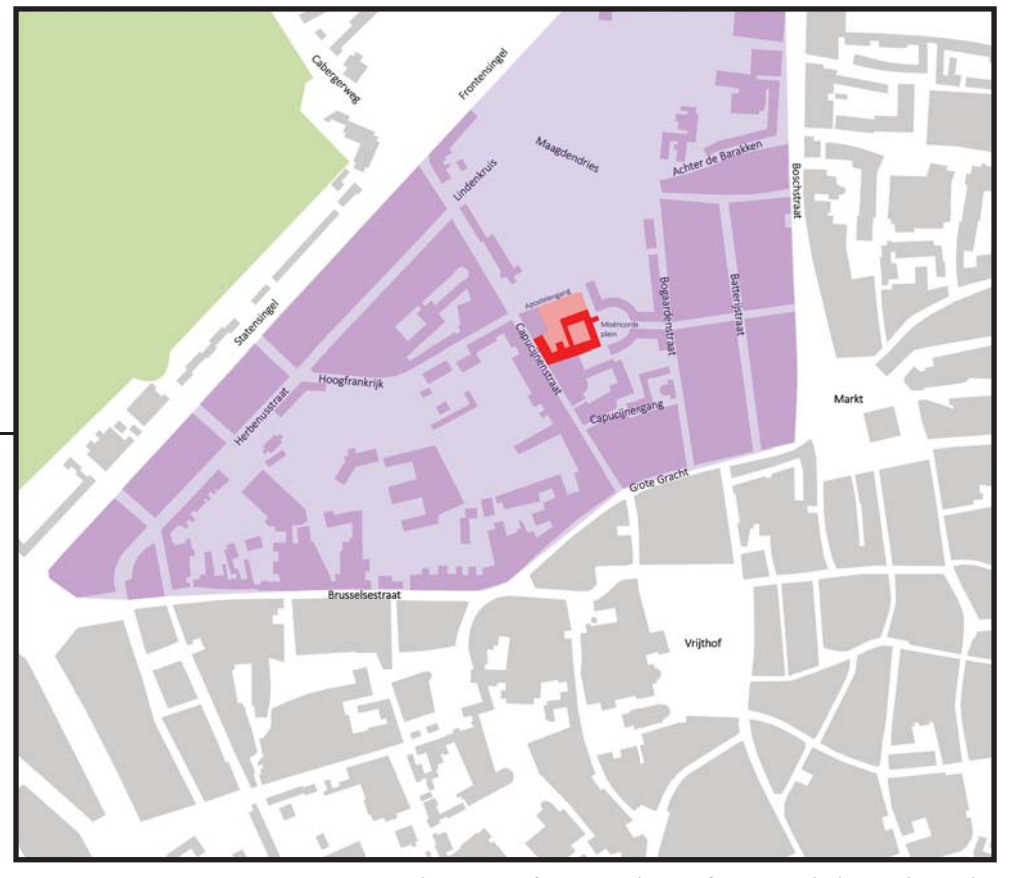 Cabergerweg
Frontensingel
Maagdendries
Achter de Barakken
Lindenkruis
Boschstraat
Apostelengang
Bogaardenstraat
Batterijstraat
Statensingel
Miséricorde
plein
Capucijnenstraat
Hoogfrankrijk
Herbenusstraat
Capucijnengang
Markt
Grote Gracht
Brusselsestraat
Vrijthof